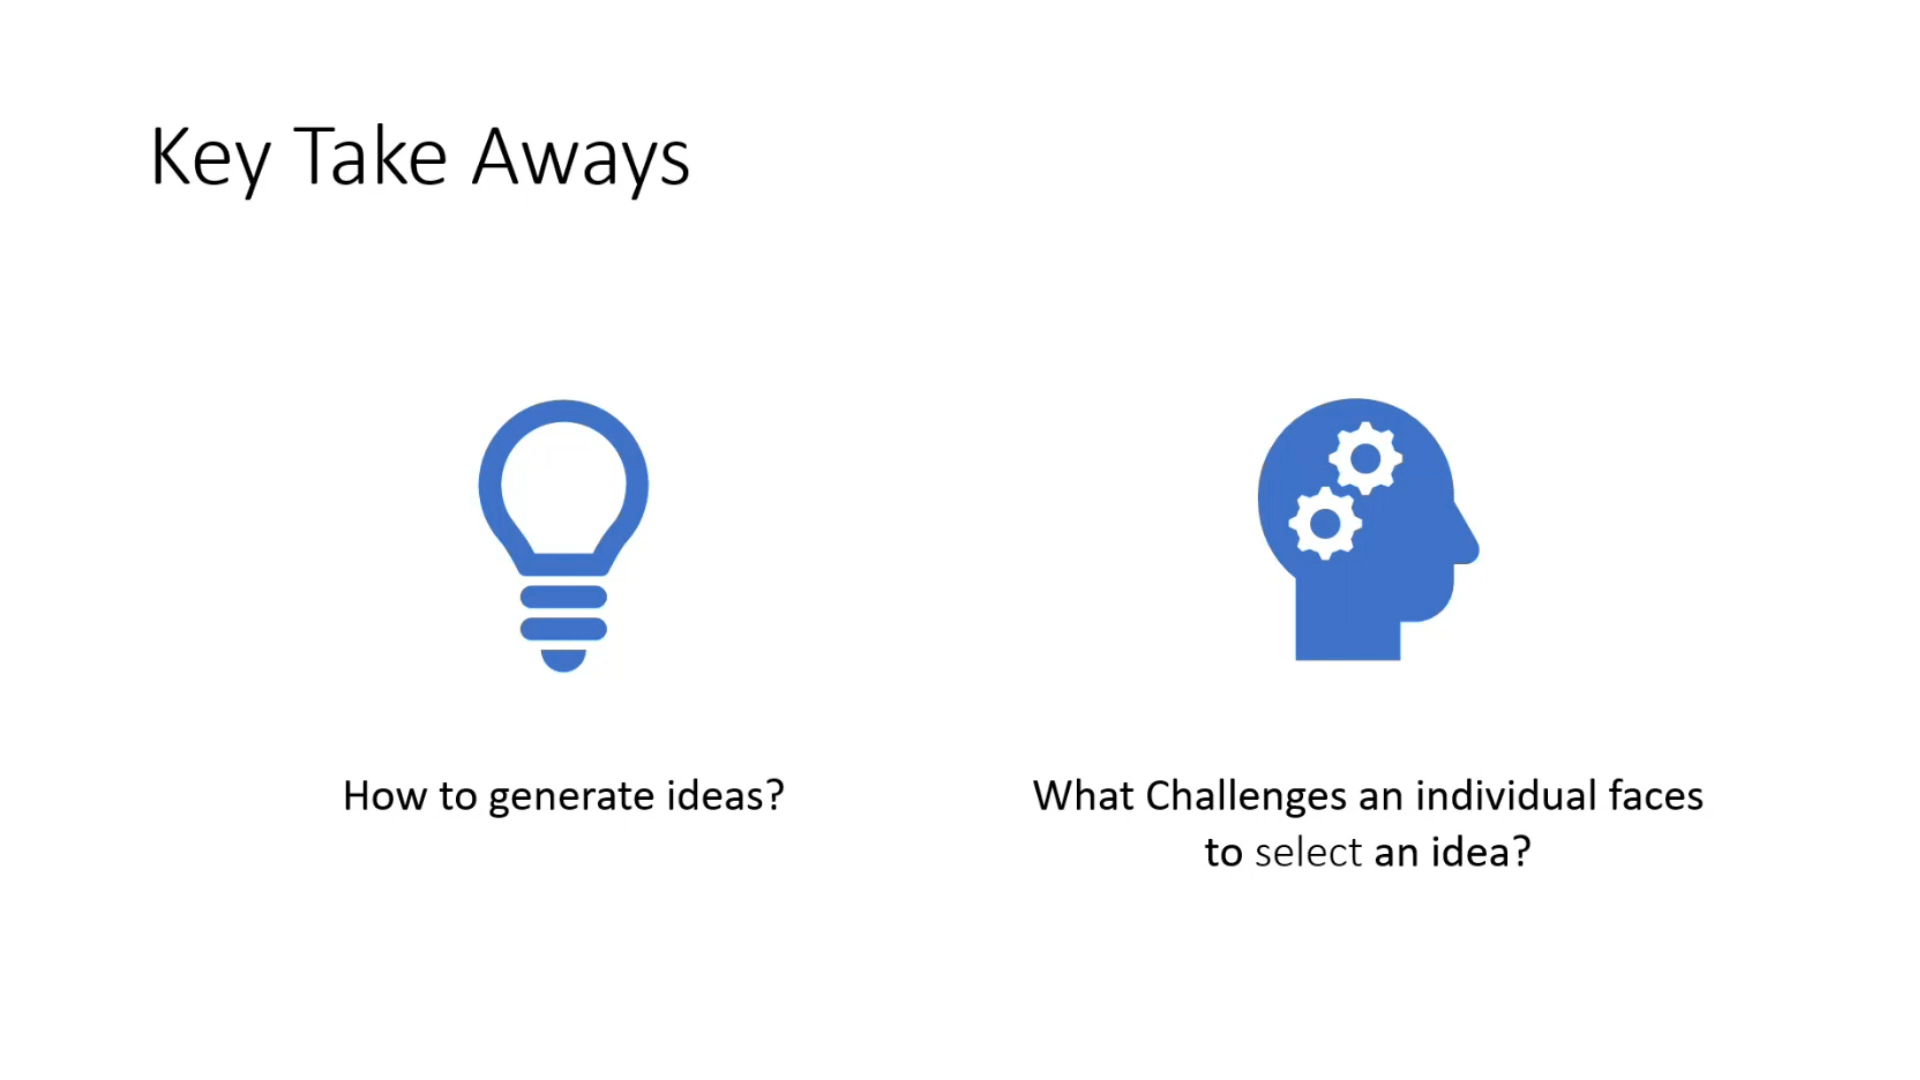 Key Take Aways
How to generate ideas?
What Challenges an individual faces
to select an idea?